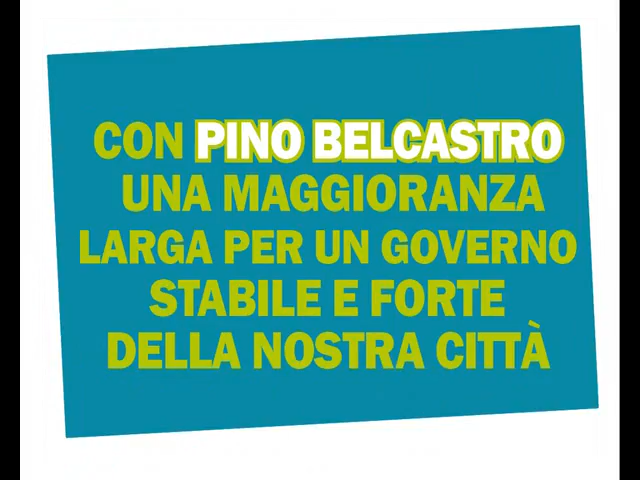 CON PINO BELCASTRO
UNA MAGGIORANZA
LARGA PER UN GOVERNO
STABILE E FORTE
DELLA NOSTRA CITTÀ